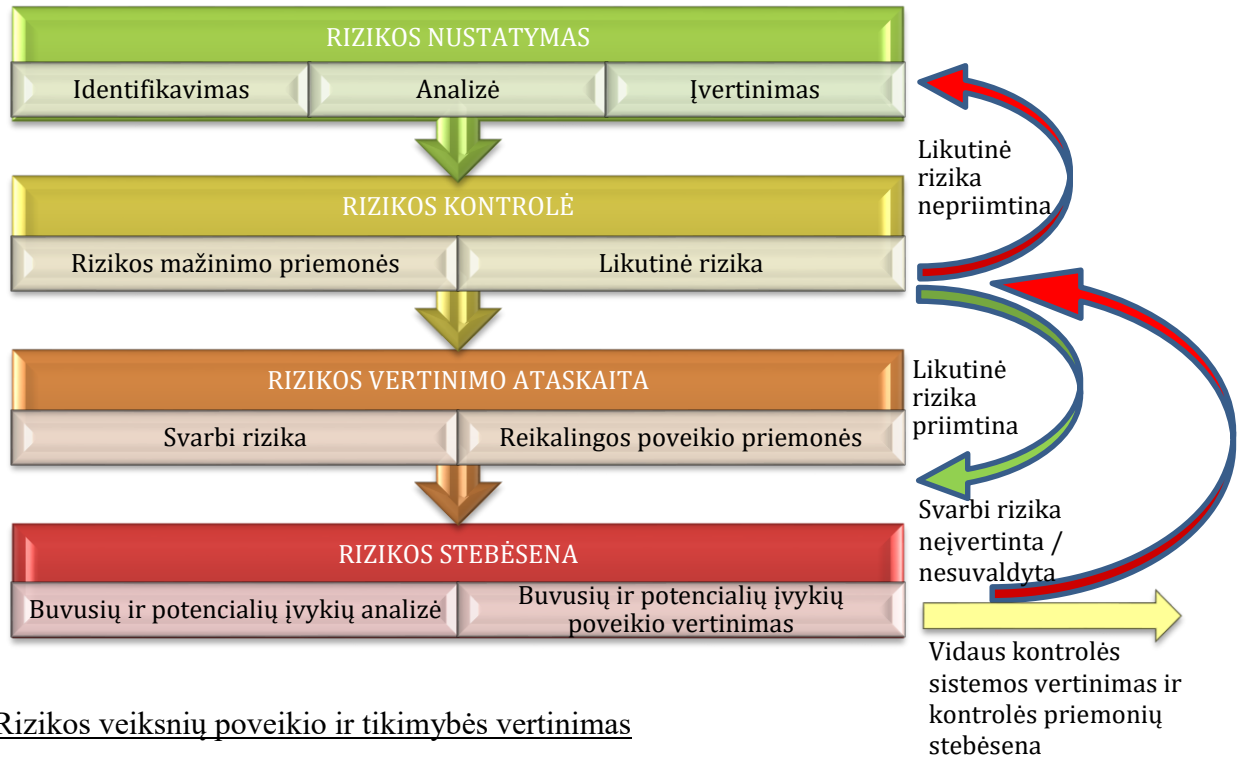 RIZIKOS NUSTATYMAS
Identifikavimas
Analizė
Įvertinimas
Likutinė
rizika
nepriimtina
RIZIKOS KONTROLĖ
Rizikos mažinimo priemonės
Likutinė rizika
RIZIKOS VERTINIMO ATASKAITA
Svarbi rizika
Reikalingos poveikio priemonės
Likutinė
rizika
priimtina
RIZIKOS STEBĖSENA
Buvusių ir potencialių įvykių analizė
Buvusių ir potencialių įvykių
poveikio vertinimas
Svarbi rizika
neįvertinta /
nesuvaldyta
Vidaus kontrolės
sistemos vertinimas ir
kontrolės priemonių
stebėsena
Rizikos veiksnių poveikio ir tikimybės vertinimas